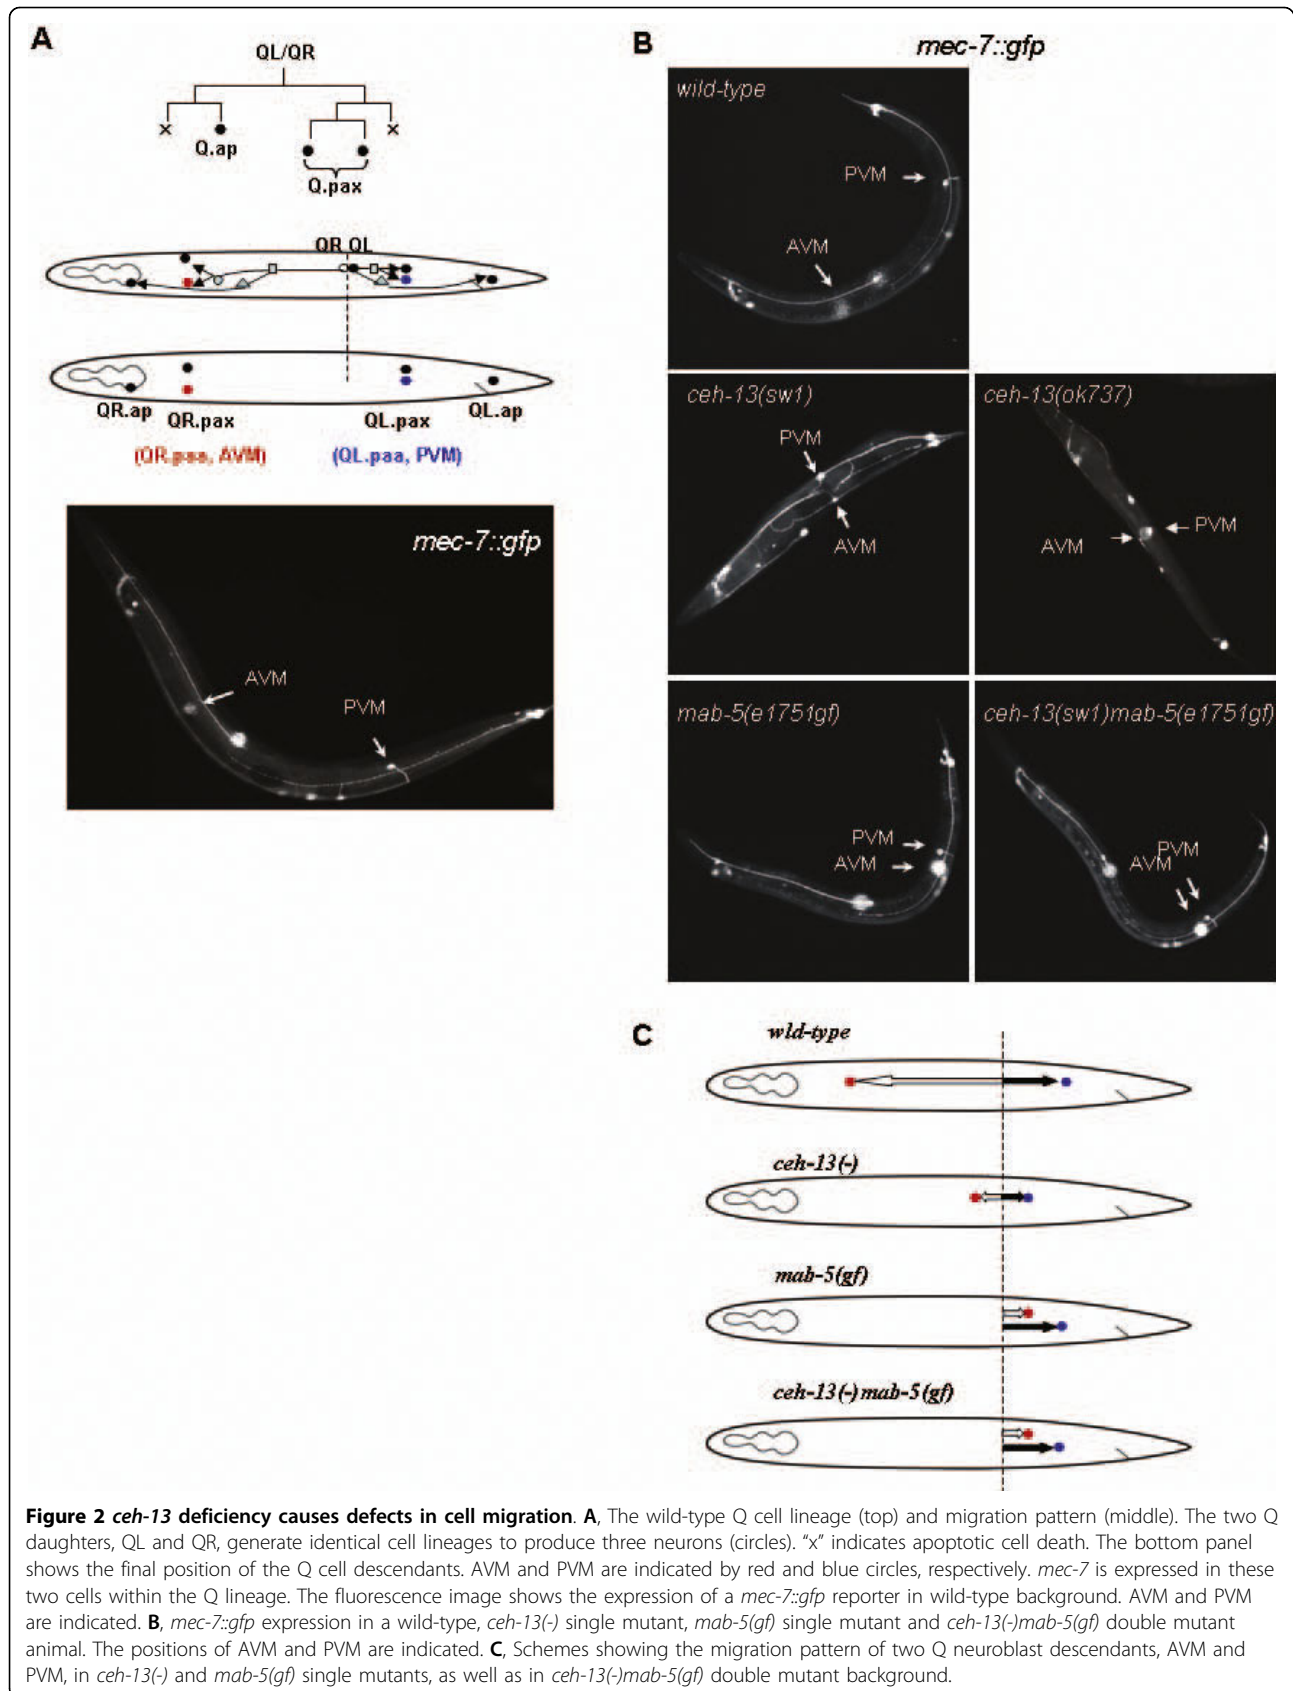 A
QL/QR
x
x
Q.ap
Q.pax
QR QL
QR.ap
QR.pax
QL.pax
QL.ap
(QR.paa, AVM)
(QL.paa, PVM)
mec-7::gfp
AVM
PVM
B
mec-7::gfp
wild-type
PVM
AVM
ceh-13(sw1)
PVM
AVM
ceh-13(ok737)
PVM
AVM
mab-5(e1751gf)
PVM
AVM
ceh-13(sw1)mab-5(e1751gf)
PVM
AVM
C
wld-type
ceh-13(-)
mab-5(gf)
ceh-13(-)mab-5(gf)
Figure 2 ceh-13 deficiency causes defects in cell migration. A, The wild-type Q cell lineage (top) and migration pattern (middle). The two Q
daughters, QL and QR, generate identical cell lineages to produce three neurons (circles). “x” indicates apoptotic cell death. The bottom panel
shows the final position of the Q cell descendants. AVM and PVM are indicated by red and blue circles, respectively. mec-7 is expressed in these
two cells within the Q lineage. The fluorescence image shows the expression of a mec-7::gfp reporter in wild-type background. AVM and PVM
are indicated. B, mec-7::gfp expression in a wild-type, ceh-13(-) single mutant, mab-5(gf) single mutant and ceh-13(-)mab-5(gf) double mutant
animal. The positions of AVM and PVM are indicated. C, Schemes showing the migration pattern of two Q neuroblast descendants, AVM and
PVM, in ceh-13(-) and mab-5(gf) single mutants, as well as in ceh-13(-)mab-5(gf) double mutant background.